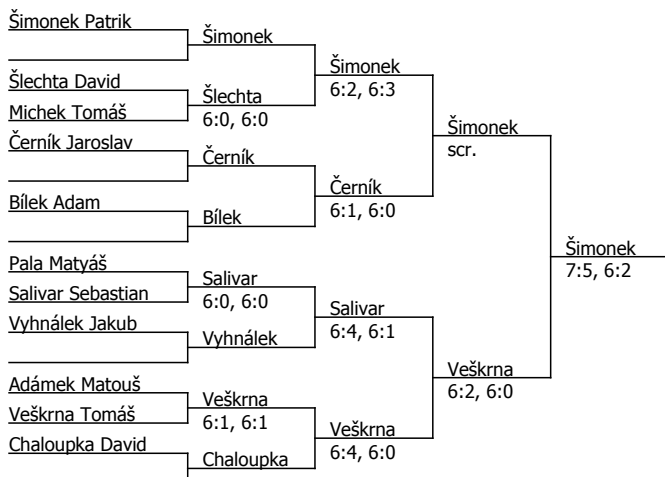 Šimonek Patrik
Šlechta David
Michek Tomáš
Černík Jaroslav
Bílek Adam
Pala Matyáš
Salivar Sebastian
Vyhnálek Jakub
Adámek Matouš
Veškrna Tomáš
Chaloupka David
Šimonek
Šlechta
6:0, 6:0
Černík
Bílek
Salivar
6:0, 6:0
Vyhnálek
Veškrna
6:1, 6:1
Chaloupka
Šimonek
6:2, 6:3
Černík
6:1, 6:0
Salivar
6:4, 6:1
Veškrna
6:4, 6:0
Šimonek
scr.
Veškrna
6:2, 6:0
Šimonek
7:5, 6:2